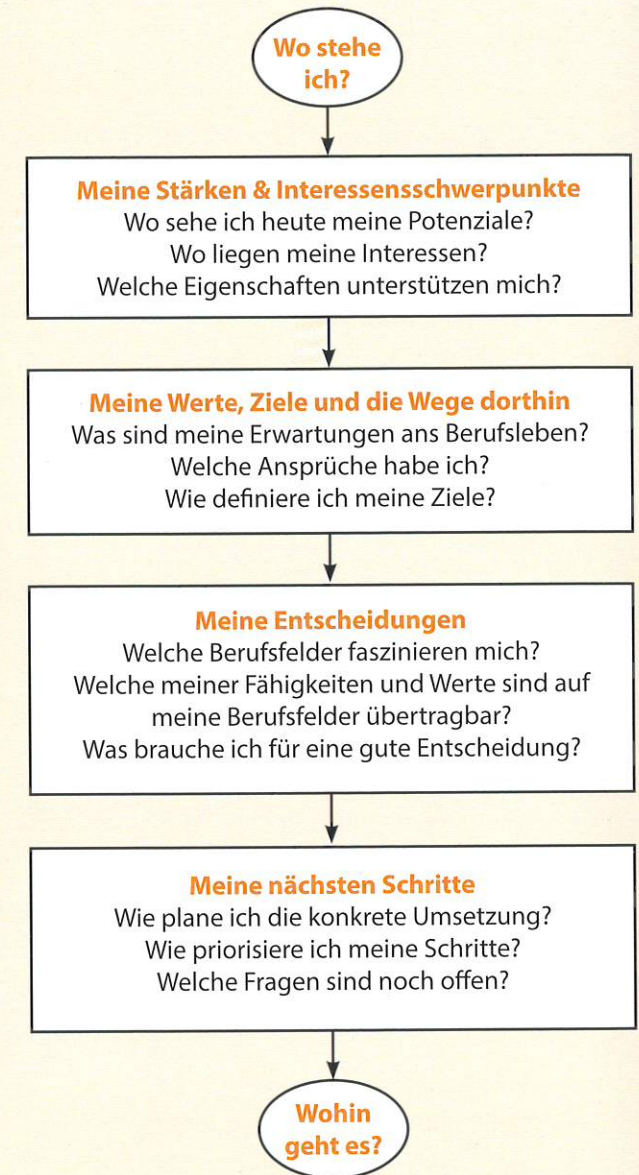 Wo stehe
ich?
Meine Stärken & Interessensschwerpunkte
Wo sehe ich heute meine Potenziale?
Wo liegen meine Interessen?
Welche Eigenschaften unterstützen mich?
Meine Werte, Ziele und die Wege dorthin
Was sind meine Erwartungen ans Berufsleben?
Welche Ansprüche habe ich?
Wie definiere ich meine Ziele?
Meine Entscheidungen
Welche Berufsfelder faszinieren mich?
Welche meiner Fähigkeiten und Werte sind auf
meine Berufsfelder übertragbar?
Was brauche ich für eine gute Entscheidung?
Meine nächsten Schritte
Wie plane ich die konkrete Umsetzung?
Wie priorisiere ich meine Schritte?
Welche Fragen sind noch offen?
Wohin
geht es?